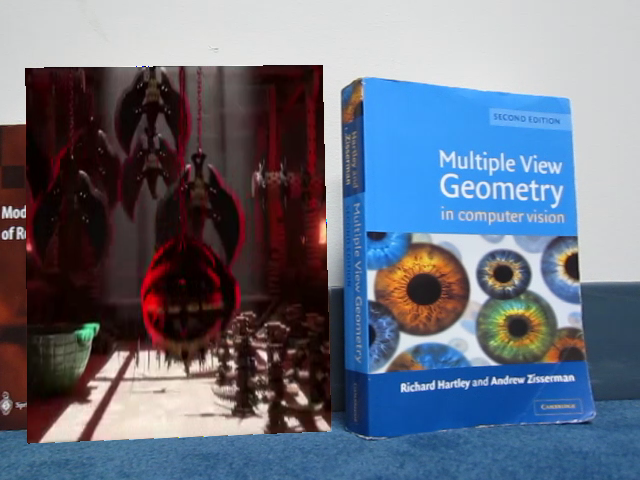 Mod
of R
SECOND EDITION
Multiple View
Geometry
in computer vision
Richard Hartley and Andrew Zisserman
CAMBRIDGE
Hartley and
Zisserman
Multiple View Geometry